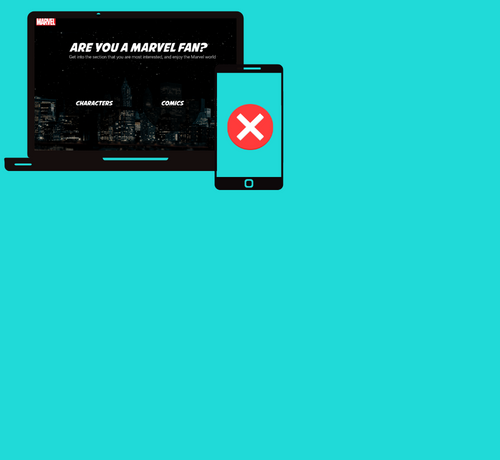 MARVEL
ARE YOU A MARVEL FAN?
Get into the section that you are most interested, and enjoy the Marvel world
CHARACTERS COMICS